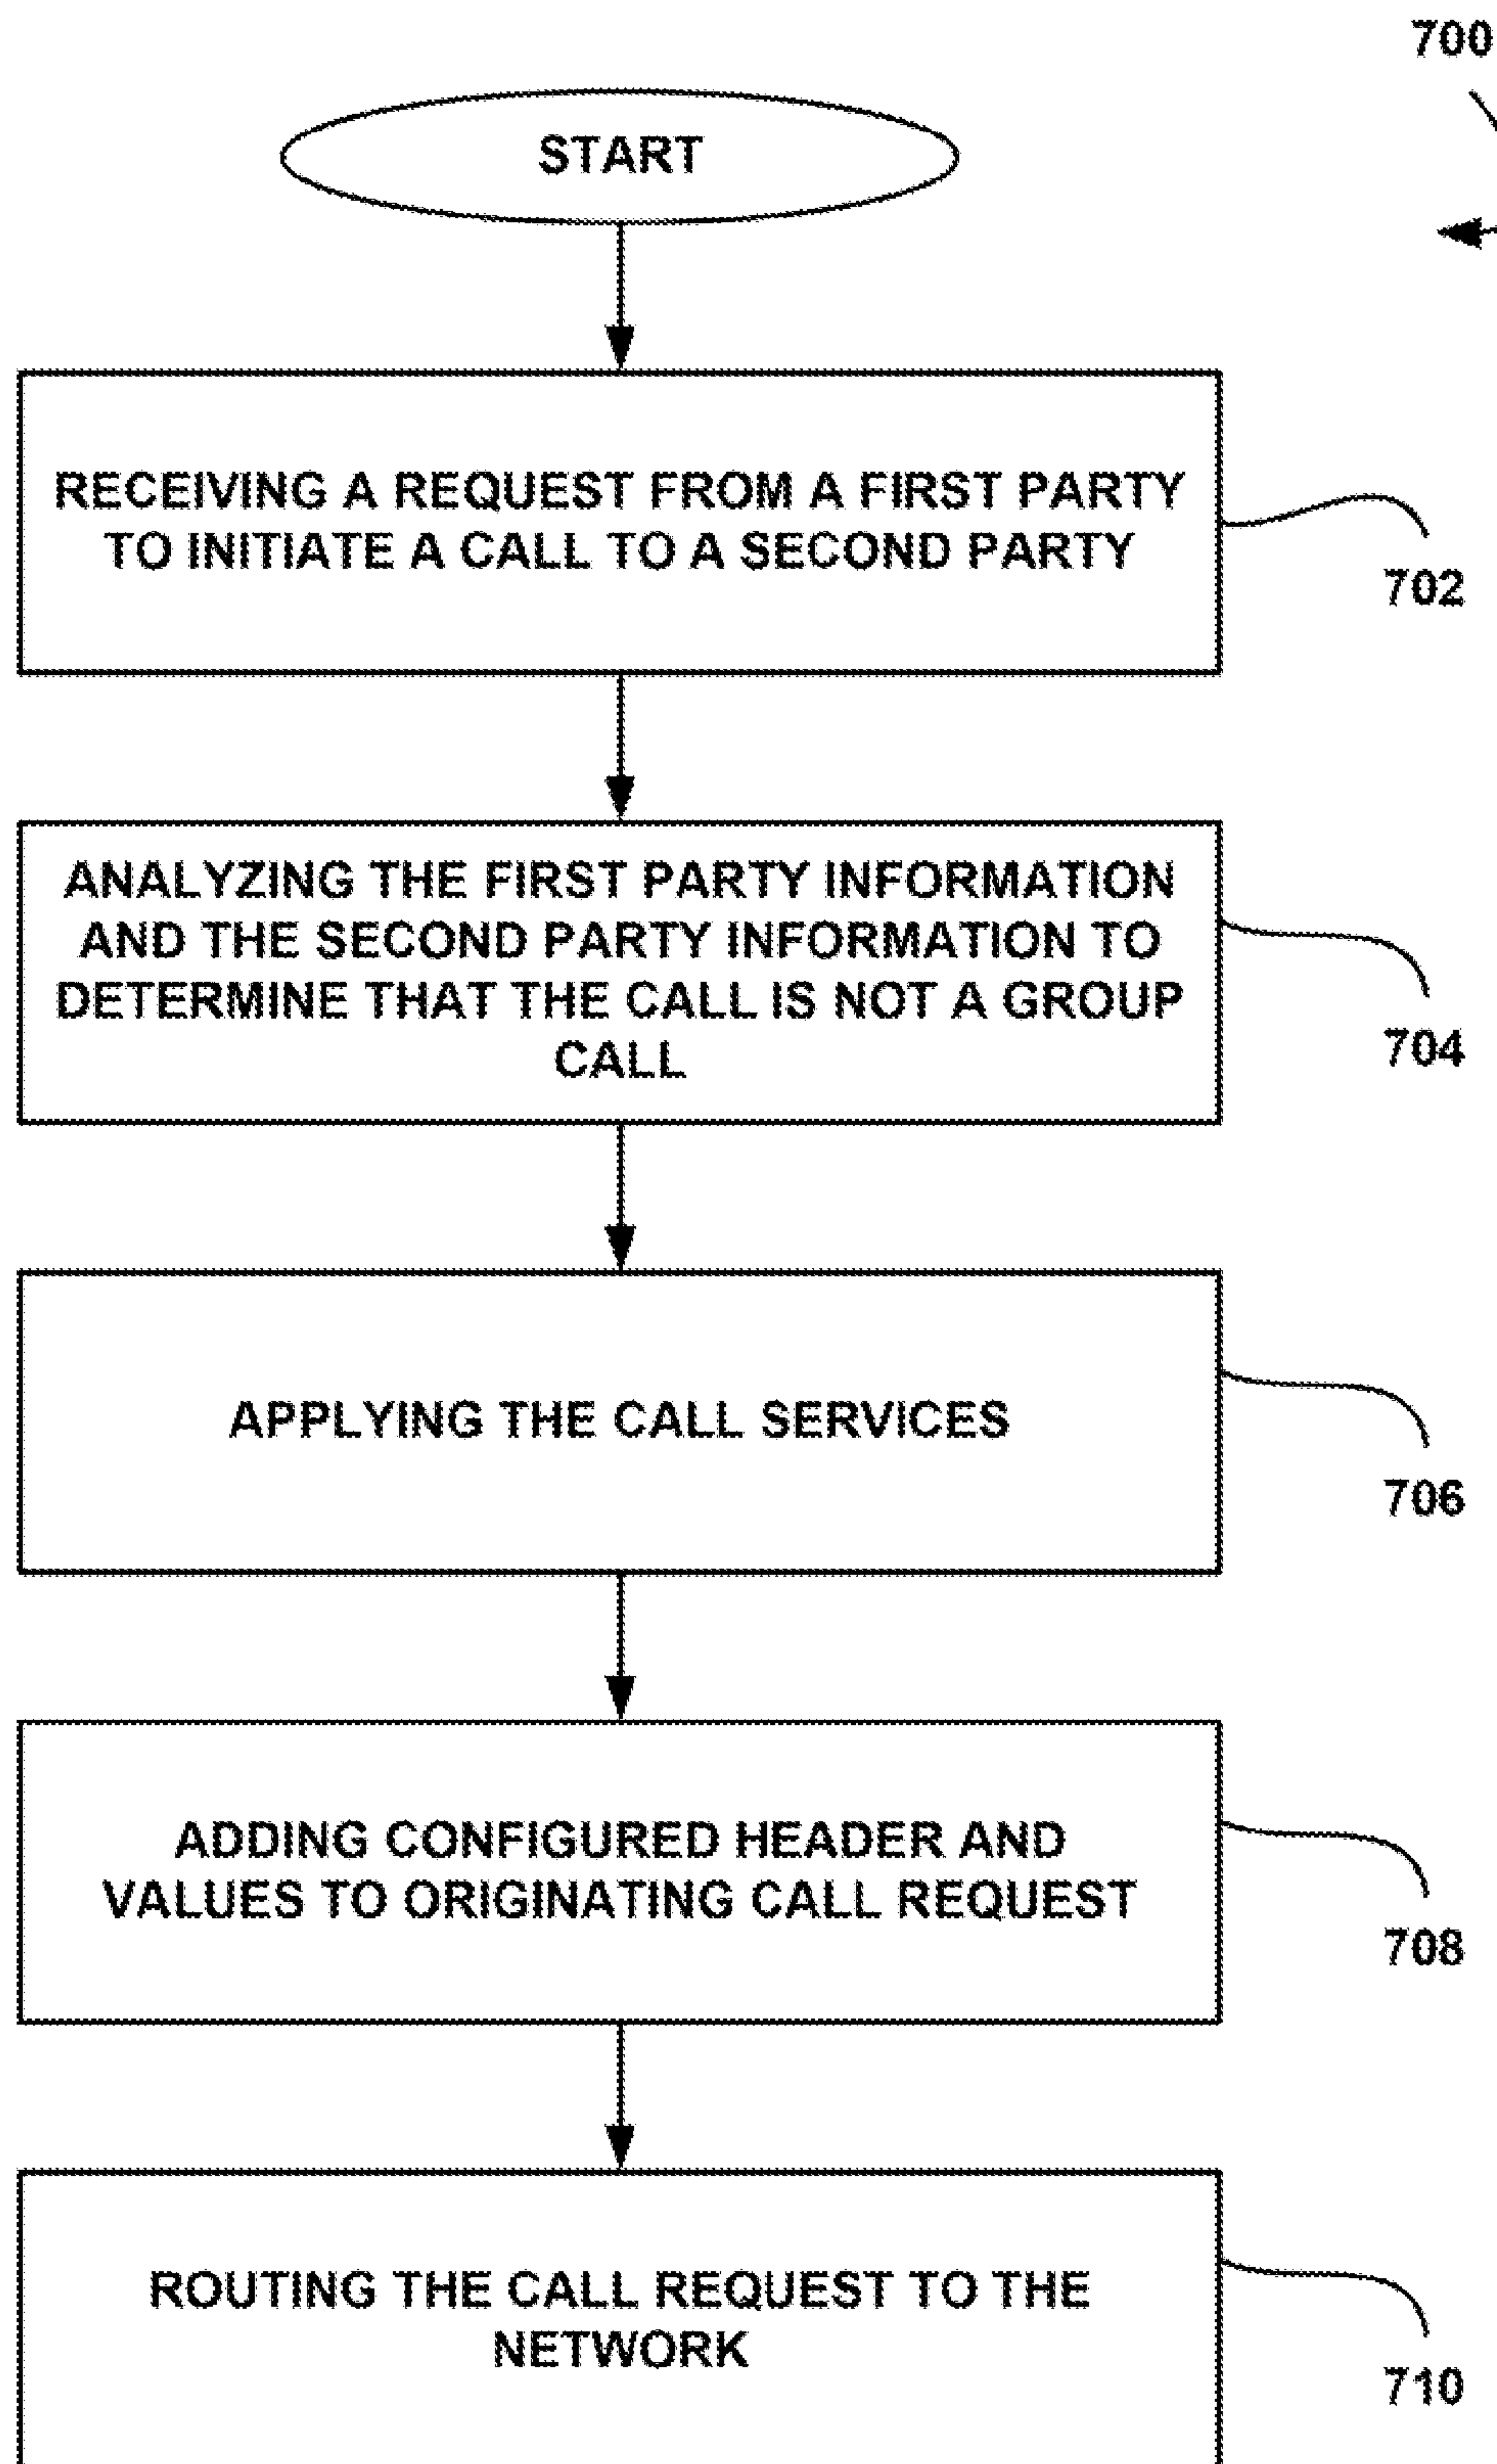 700
START
RECEIVING A REQUEST FROM A FIRST PARTY
TO INITIATE A CALL TO A SECOND PARTY
702
ANALYZING THE FIRST PARTY INFORMATION
AND THE SECOND PARTY INFORMATION TO
DETERMINE THAT THE CALL IS NOT A GROUP
CALL
704
APPLYING THE CALL SERVICES
706
ADDING CONFIGURED HEADER AND
VALUES TO ORIGINATING CALL REQUEST
708
ROUTING THE CALL REQUEST TO THE
NETWORK
710